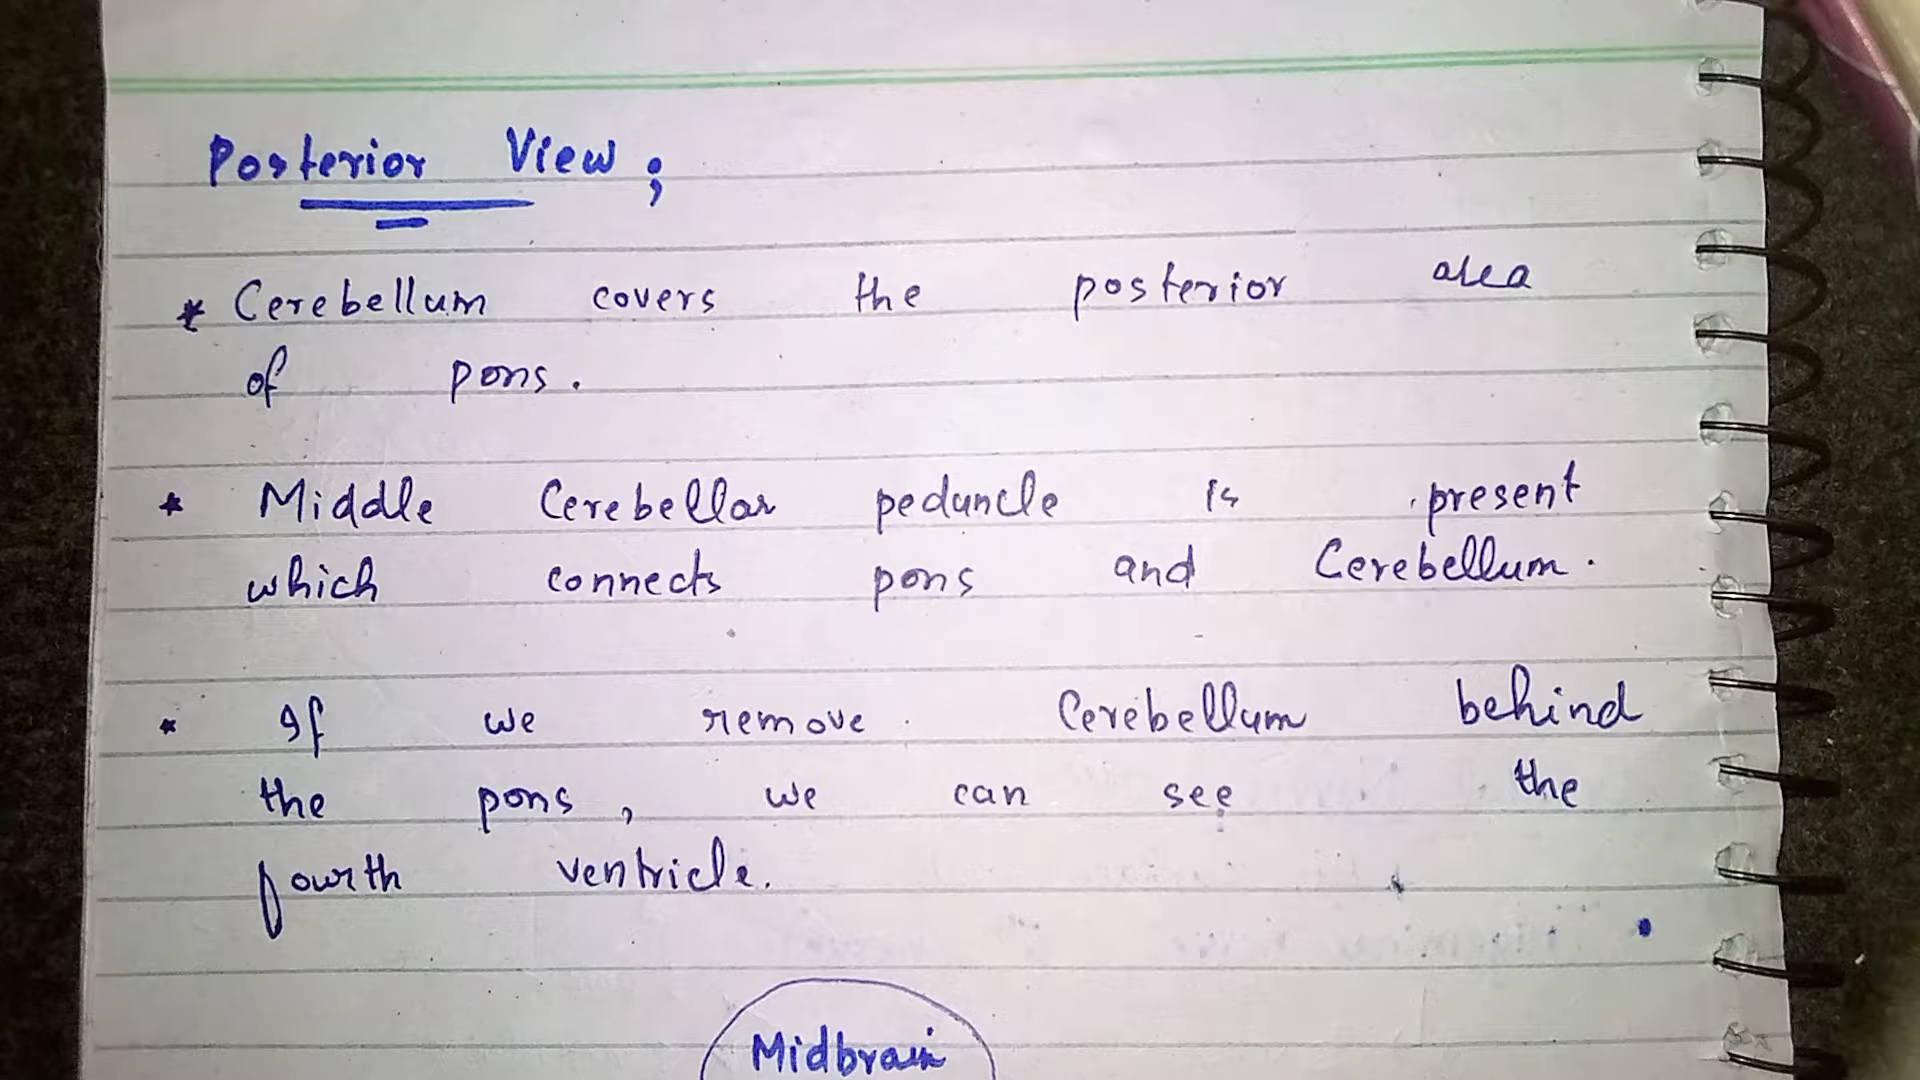 Posterior View;
* Cerebellum covers the posterior area
of pons.
* Middle Cerebellar peduncle is present
which connects pons and Cerebellum.
* If we remove Cerebellum behind
the pons, we can see the
fourth ventricle.
Midbrain